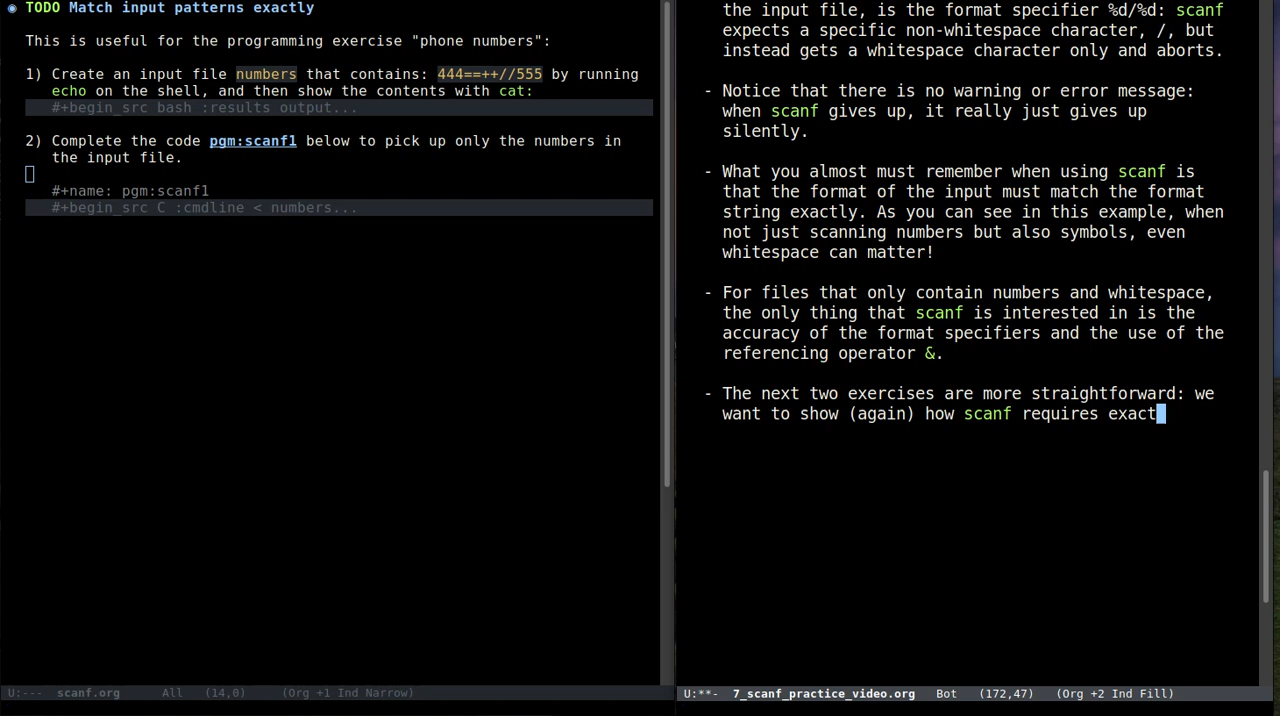 ◉ TODO Match input patterns exactly
This is useful for the programming exercise "phone numbers":
1) Create an input file numbers that contains: 444==++//555 by running
echo on the shell, and then show the contents with cat:
#+begin_src bash :results output...
2) Complete the code pgm:scanf1 below to pick up only the numbers in
the input file.
#+name: pgm:scanf1
#+begin_src C :cmdline < numbers...
U:---  scanf.org      All   (14,0)     (Org +1 Ind Narrow)
the input file, is the format specifier %d/%d: scanf
expects a specific non-whitespace character, /, but
instead gets a whitespace character only and aborts.
- Notice that there is no warning or error message:
when scanf gives up, it really just gives up
silently.
- What you almost must remember when using scanf is
that the format of the input must match the format
string exactly. As you can see in this example, when
not just scanning numbers but also symbols, even
whitespace can matter!
- For files that only contain numbers and whitespace,
the only thing that scanf is interested in is the
accuracy of the format specifiers and the use of the
referencing operator &.
- The next two exercises are more straightforward: we
want to show (again) how scanf requires exact
U:**-  7_scanf_practice_video.org   Bot   (172,47)   (Org +2 Ind Fill)